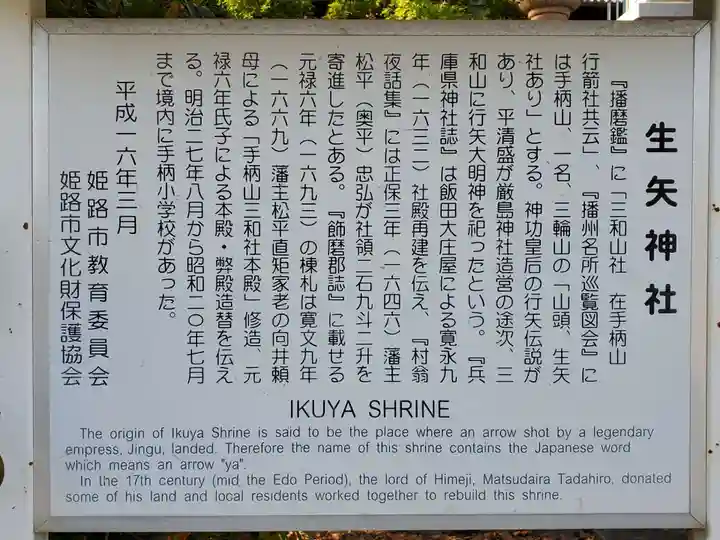 生矢神社
『播磨鑑』に「三和山社　在手柄山
行箭社共云」、『播州名所巡覧図会』に
は手柄山、一名、三輪山の「山頭、生矢
社あり」とする。神功皇后の行矢伝説が
あり、平清盛が厳島神社造営の途次、三
和山に行矢大明神を祀ったという。『兵
庫県神社誌』は飯田大庄屋による寛永九
年（一六三二）社殿再建を伝え、『村翁
夜話集』には正保三年（一六四六）藩主
松平（奥平）忠弘が社領二石九斗二升を
寄進したとある。『飾磨郡誌』に載せる
元禄六年（一六九三）の棟札は寛文九年
（一六六九）藩主松平直矩家老の向井頼
母による「手柄山三和社本殿」修造、元
禄六年氏子による本殿・弊殿造替を伝え
る。明治二七年八月から昭和二〇年七月
まで境内に手柄小学校があった。
平成一六年三月
姫路市教育委員会
姫路市文化財保護協会
IKUYA SHRINE
The origin of Ikuya Shrine is said to be the place where an arrow shot by a legendary
empress, Jingu, landed. Therefore the name of this shrine contains the Japanese word
which means an arrow "ya".
In the 17th century (mid the Edo Period), the lord of Himeji, Matsudaira Tadahiro, donated
some of his land and local residents worked together to rebuild this shrine.